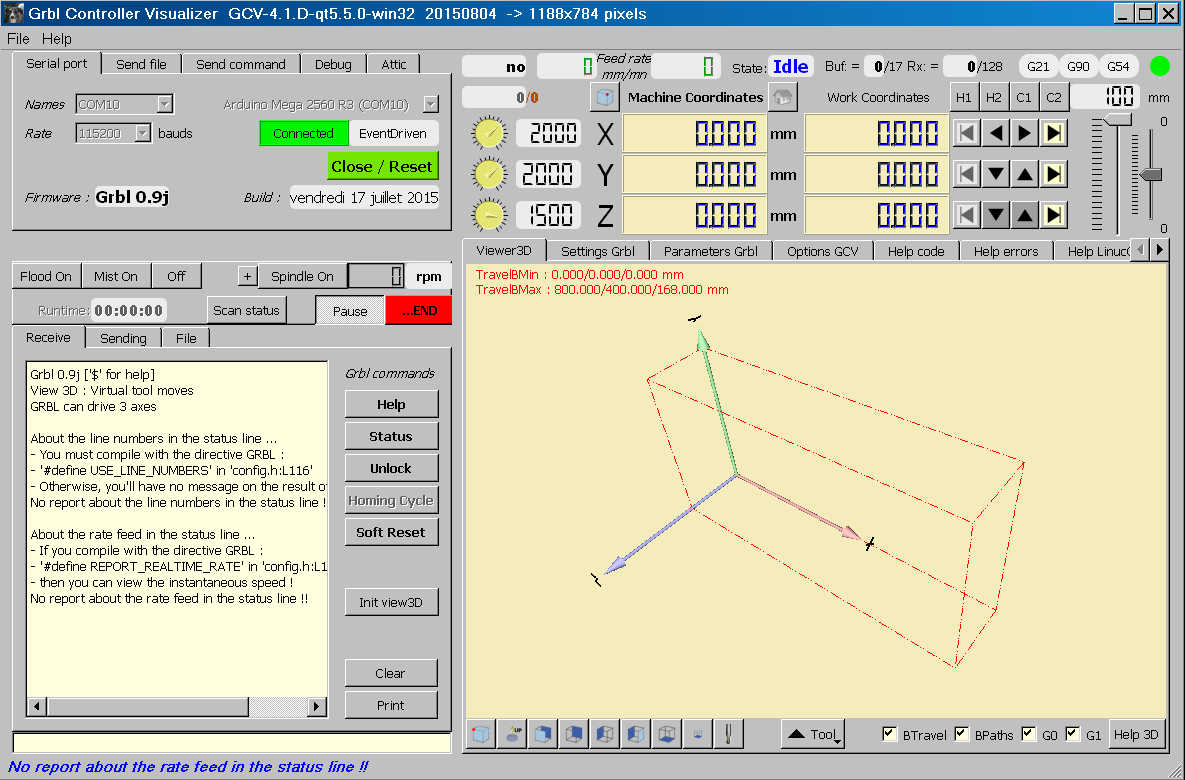 Grbl Controller Visualizer GCV-4.1.D-qt5.5.0-win32 20150804 -> 1188x784 pixels
File Help
Serial port Send file Send command Debug Attic
Names COM10 Arduino Mega 2560 R3 (COM10)
Rate 115200 bauds Connected EventDriven
Close / Reset
Firmware : Grbl 0.9j Build : vendredi 17 juillet 2015
no 0 Feed rate mm/mn 0 State: Idle Buf: = 0/17 Rx: = 0/128 G21 G90 G54
0/0 Machine Coordinates Work Coordinates H1 H2 C1 C2 100 mm
2000 X 0.000 mm 0.000
2000 Y 0.000 mm 0.000
1500 Z 0.000 mm 0.000
0
0
Flood On Mist On Off + Spindle On 0 rpm
Runtime: 00:00:00 Scan status Pause ...END
Receive Sending File
Grbl 0.9j ['$' for help]
View 3D : Virtual tool moves
GRBL can drive 3 axes
About the line numbers in the status line ...
- You must compile with the directive GRBL :
- '#define USE_LINE_NUMBERS' in 'config.h:L116'
- Otherwise, you'll have no message on the result o
No report about the line numbers in the status line !
About the rate feed in the status line ...
- If you compile with the directive GRBL :
- '#define REPORT_REALTIME_RATE' in 'config.h:L1
- then you can view the instantaneous speed !
No report about the rate feed in the status line !!
Grbl commands
Help
Status
Unlock
Homing Cycle
Soft Reset
Init view3D
Clear
Print
Viewer3D Settings Grbl Parameters Grbl Options GCV Help code Help errors Help Linuc
TravelBMin : 0.000/0.000/0.000 mm
TravelBMax : 800.000/400.000/168.000 mm
Y
X
Z
UP Tool BTravel BPaths G0 G1 Help 3D
No report about the rate feed in the status line !!